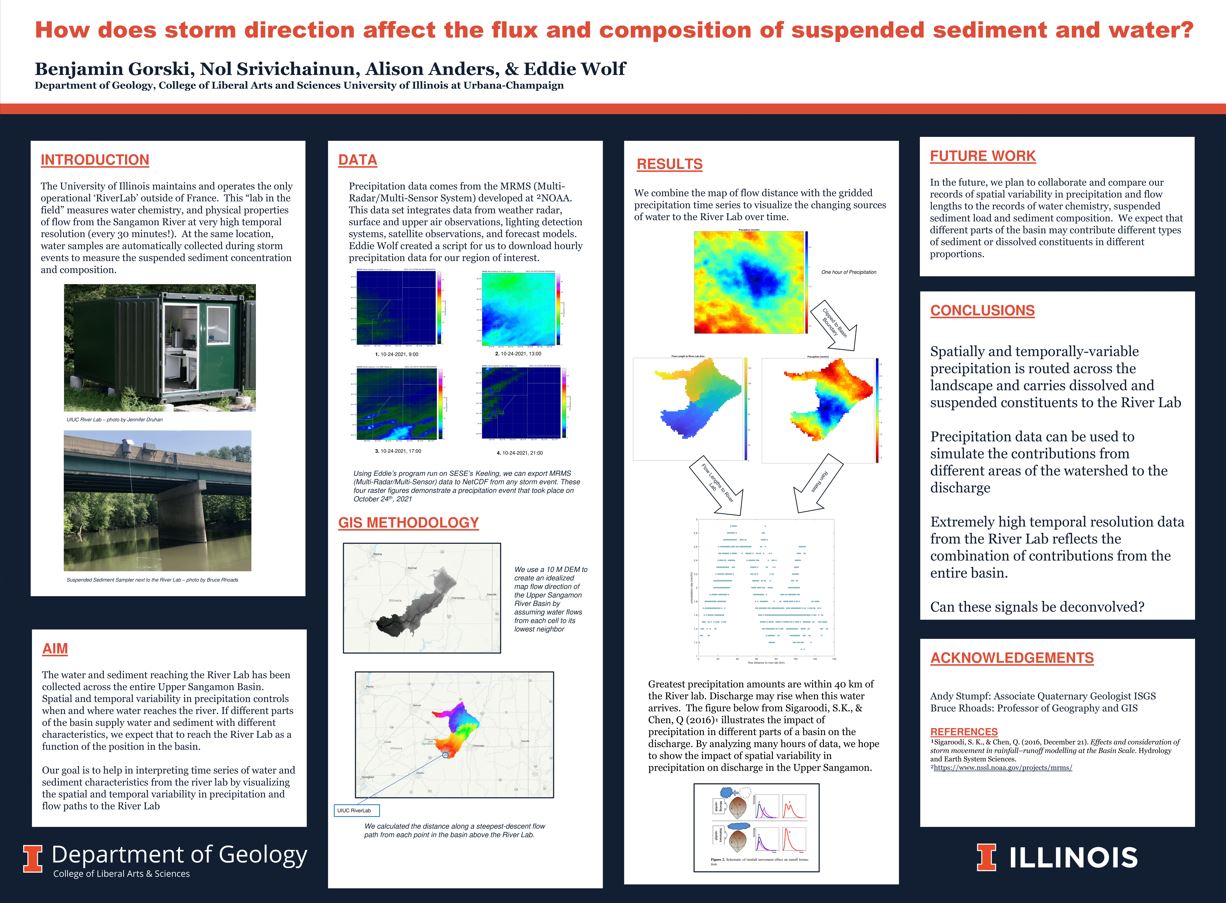 How does storm direction affect the flux and composition of suspended sediment and water?
Benjamin Gorski, Nol Srivichainun, Alison Anders, & Eddie Wolf
Department of Geology, College of Liberal Arts and Sciences University of Illinois at Urbana-Champaign
INTRODUCTION
The University of Illinois maintains and operates the only
operational ‘RiverLab’ outside of France. This “lab in the
field” measures water chemistry, and physical properties
of flow from the Sangamon River at very high temporal
resolution (every 30 minutes!). At the same location,
water samples are automatically collected during storm
events to measure the suspended sediment concentration
and composition.
UIUC River Lab – photo by Jennifer Druhan
Suspended Sediment Sampler next to the River Lab – photo by Bruce Rhoads
AIM
The water and sediment reaching the River Lab has been
collected across the entire Upper Sangamon Basin.
Spatial and temporal variability in precipitation controls
when and where water reaches the river. If different parts
of the basin supply water and sediment with different
characteristics, we expect that to reach the River Lab as a
function of the position in the basin.
Our goal is to help in interpreting time series of water and
sediment characteristics from the river lab by visualizing
the spatial and temporal variability in precipitation and
flow paths to the River Lab
Department of Geology
College of Liberal Arts & Sciences
DATA
Precipitation data comes from the MRMS (Multi-
Radar/Multi-Sensor System) developed at ²NOAA.
This data set integrates data from weather radar,
surface and upper air observations, lighting detection
systems, satellite observations, and forecast models.
Eddie Wolf created a script for us to download hourly
precipitation data for our region of interest.
1. 10-24-2021, 9:00
2. 10-24-2021, 13:00
3. 10-24-2021, 17:00
4. 10-24-2021, 21:00
Using Eddie's program run on SESE's Keeling, we can export MRMS
(Multi-Radar/Multi-Sensor) data to NetCDF from any storm event. These
four raster figures demonstrate a precipitation event that took place on
October 24th, 2021
GIS METHODOLOGY
We use a 10 M DEM to
create an idealized
map flow direction of
the Upper Sangamon
River Basin by
assuming water flows
from each cell to its
lowest neighbor
UIUC RiverLab
We calculated the distance along a steepest-descent flow
path from each point in the basin above the River Lab.
RESULTS
We combine the map of flow distance with the gridded
precipitation time series to visualize the changing sources
of water to the River Lab over time.
One hour of Precipitation
Clipped to Basin
Boundary
Flow Lengths to River
Lab
Rain Rates
Greatest precipitation amounts are within 40 km of
the River lab. Discharge may rise when this water
arrives. The figure below from Sigaroodi, S.K., &
Chen, Q (2016)¹ illustrates the impact of
precipitation in different parts of a basin on the
discharge. By analyzing many hours of data, we hope
to show the impact of spatial variability in
precipitation on discharge in the Upper Sangamon.
FUTURE WORK
In the future, we plan to collaborate and compare our
records of spatial variability in precipitation and flow
lengths to the records of water chemistry, suspended
sediment load and sediment composition. We expect that
different parts of the basin may contribute different types
of sediment or dissolved constituents in different
proportions.
CONCLUSIONS
Spatially and temporally-variable
precipitation is routed across the
landscape and carries dissolved and
suspended constituents to the River Lab
Precipitation data can be used to
simulate the contributions from
different areas of the watershed to the
discharge
Extremely high temporal resolution data
from the River Lab reflects the
combination of contributions from the
entire basin.
Can these signals be deconvolved?
ACKNOWLEDGEMENTS
Andy Stumpf: Associate Quaternary Geologist ISGS
Bruce Rhoads: Professor of Geography and GIS
REFERENCES
¹Sigaroodi, S. K., & Chen, Q. (2016, December 21). Effects and consideration of
storm movement in rainfall–runoff modelling at the Basin Scale. Hydrology
and Earth System Sciences.
²https://www.nssl.noaa.gov/projects/mrms/
ILLINOIS